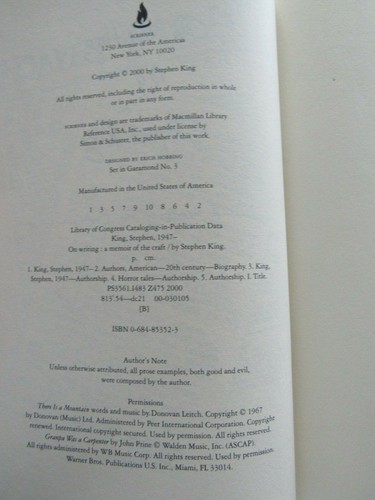 SCRIBNER
1230 Avenue of the Americas
New York, NY 10020
Copyright © 2000 by Stephen King
All rights reserved, including the right of reproduction in whole
or in part in any form.
SCRIBNER and design are trademarks of Macmillan Library
Reference USA, Inc., used under license by
Simon & Schuster, the publisher of this work.
DESIGNED BY ERICH HOBBING
Set in Garamond No. 3
Manufactured in the United States of America
1 3 5 7 9 10 8 6 4 2
Library of Congress Cataloging-in-Publication Data
King, Stephen, 1947–
On writing : a memoir of the craft / by Stephen King.
p. cm.
1. King, Stephen, 1947– 2. Authors, American—20th century—Biography. 3. King,
Stephen, 1947—Authorship. 4. Horror tales—Authorship. 5. Authorship. I. Title.
PS3561.I483 Z475 2000
813'.54—dc21 00-030105
[B]
ISBN 0-684-85352-3
Author's Note
Unless otherwise attributed, all prose examples, both good and evil,
were composed by the author.
Permissions
There Is a Mountain words and music by Donovan Leitch. Copyright © 1967
by Donovan (Music) Ltd. Administered by Peer International Corporation. Copyright
renewed. International copyright secured. Used by permission. All rights reserved.
Grandpa Was a Carpenter by John Prine © Walden Music, Inc. (ASCAP).
All rights administered by WB Music Corp. All rights reserved. Used by permission.
Warner Bros. Publications U.S. Inc., Miami, FL 33014.